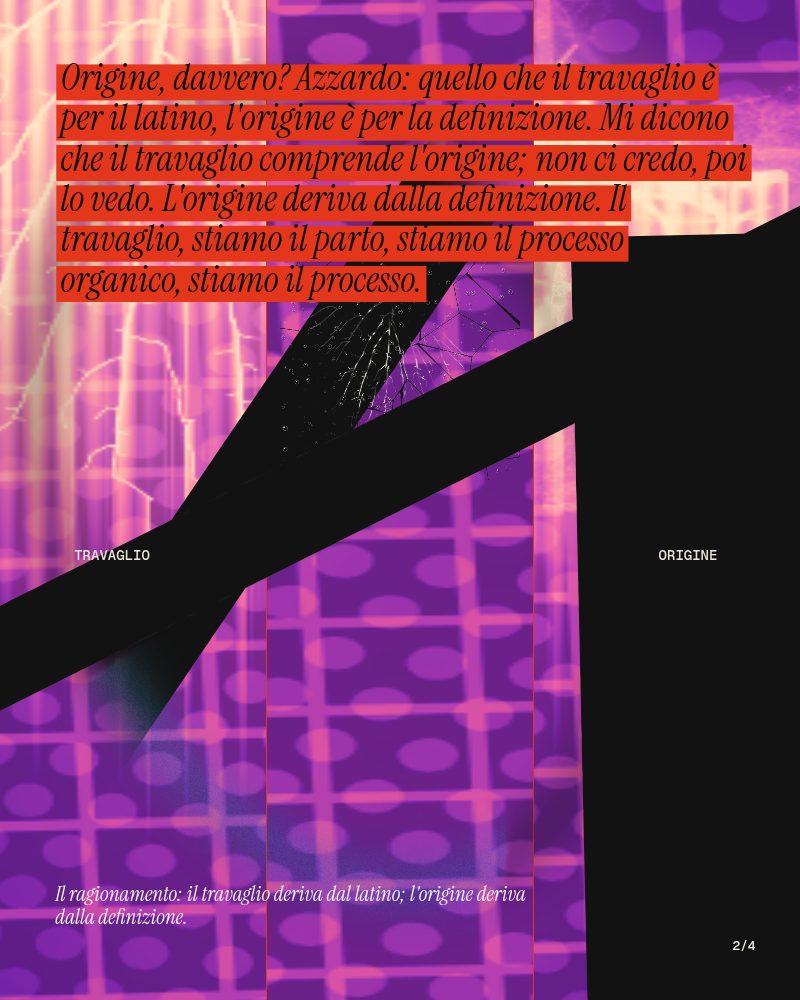 Origine, davvero? Azzardo: quello che il travaglio è
per il latino, l'origine è per la definizione. Mi dicono
che il travaglio comprende l'origine; non ci credo, poi
lo vedo. L'origine deriva dalla definizione. Il
travaglio, stiamo il parto, stiamo il processo
organico, stiamo il processo.
TRAVAGLIO
ORIGINE
Il ragionamento: il travaglio deriva dal latino; l'origine deriva
dalla definizione.
2/4